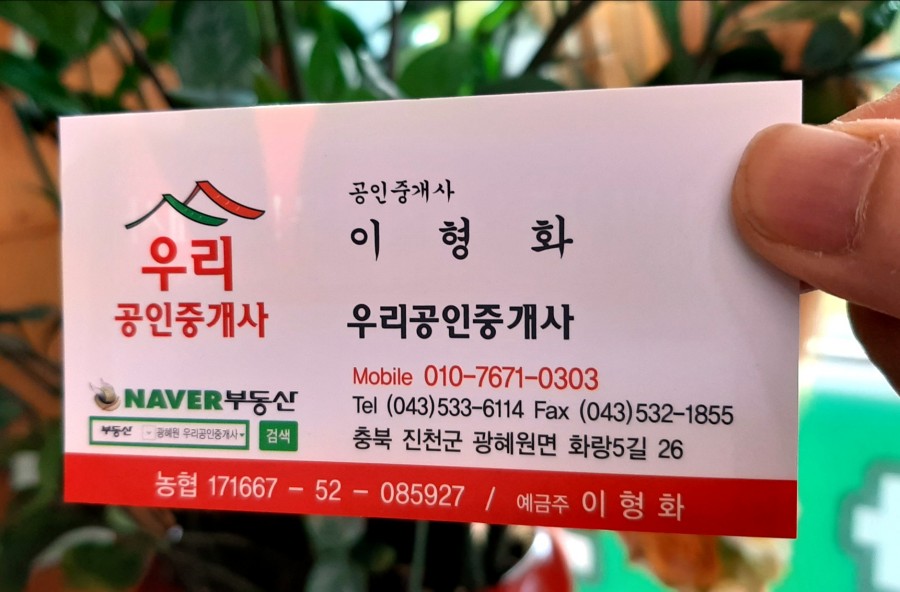 우리
공인중개사
NAVER부동산
부동산 광혜원 우리공인중개사 검색
공인중개사
이 형 화
우리공인중개사
Mobile 010-7671-0303
Tel (043)533-6114 Fax (043)532-1855
충북 진천군 광혜원면 화랑5길 26
농협 171667 - 52 - 085927 / 예금주 이 형 화